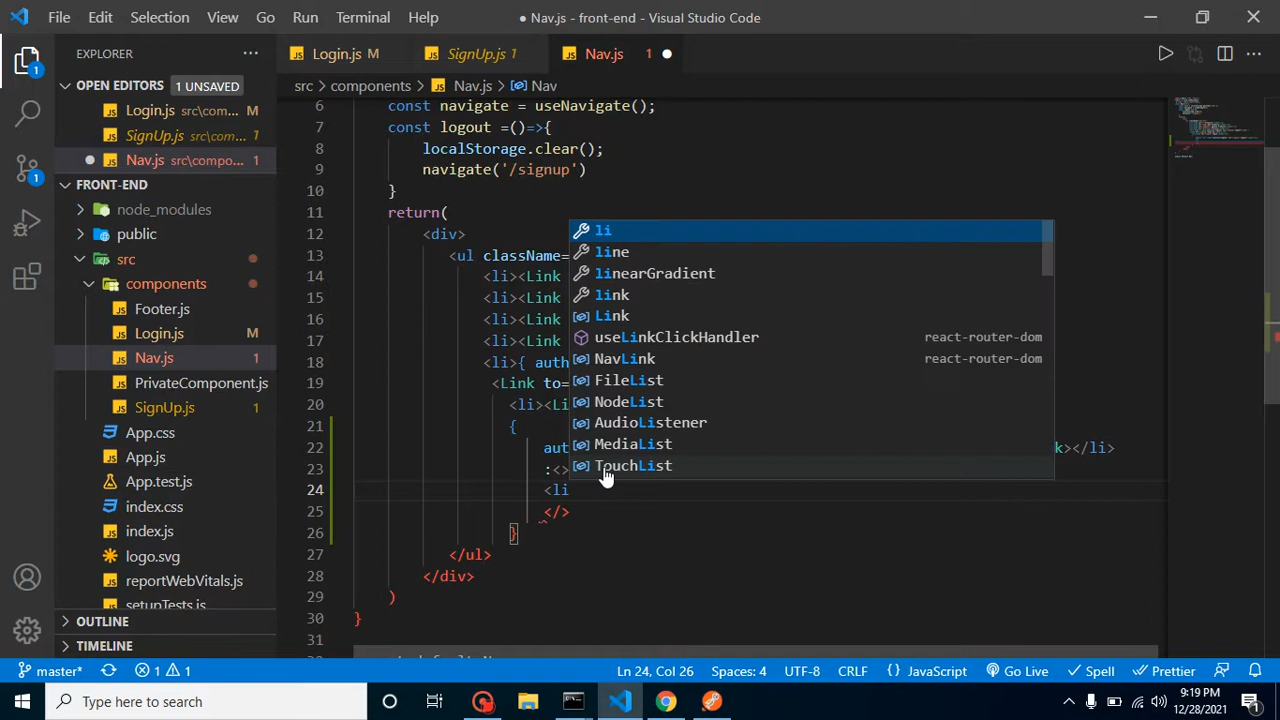 File Edit Selection View Go Run Terminal Help
● Nav.js - front-end - Visual Studio Code
EXPLORER
Login.js M
SignUp.js 1
Nav.js 1
OPEN EDITORS
1 UNSAVED
src > components > Nav.js > Nav
Login.js src\com... M
SignUp.js src\com... 1
Nav.js src\compo... 1
FRONT-END
node_modules
public
src
components
Footer.js
Login.js M
Nav.js 1
PrivateComponent.js
SignUp.js 1
App.css
App.js
App.test.js
index.css
index.js
logo.svg
reportWebVitals.js
setupTests.js
OUTLINE
TIMELINE
6 const navigate = useNavigate();
7 const logout =()=>{
8 localStorage.clear();
9 navigate('/signup')
10 }
11 return(
12 <div>
13 <ul className=
14 <li><Link
15 <li><Link
16 <li><Link
17 <li><Link
18 <li>{ auth
19 <Link to=
20 <li><Li
21 {
22 aut k></li>
23 :<>
24 <li
25 </>
26 }
27 </ul>
28 </div>
29 )
30 }
31
li
line
linearGradient
link
Link
useLinkClickHandler react-router-dom
NavLink react-router-dom
FileList
NodeList
AudioListener
MediaList
TouchList
master* 1 1 Ln 24, Col 26 Spaces: 4 UTF-8 CRLF { } JavaScript Go Live Spell Prettier
Type here to search
9:19 PM
12/28/2021